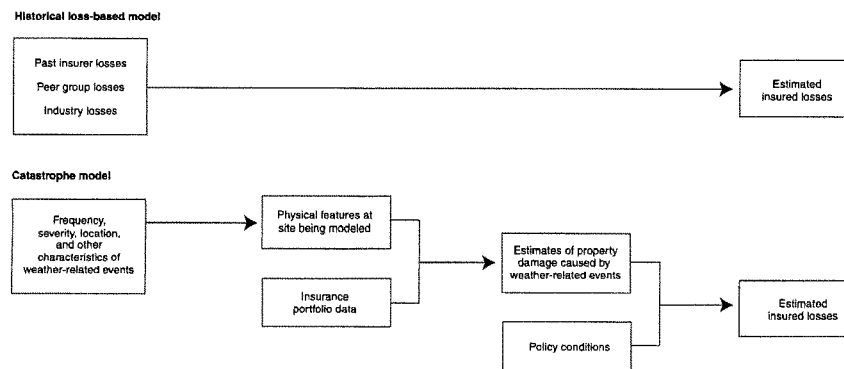 Historical loss-based model
Past insurer losses
Peer group losses
Industry losses
Estimated
insured losses
Catastrophe model
Frequency,
severity, location,
and other
characteristics of
weather-related events
Physical features at
site being modeled
Insurance
portfolio data
Estimates of property
damage caused by
weather-related events
Policy conditions
Estimated
insured losses